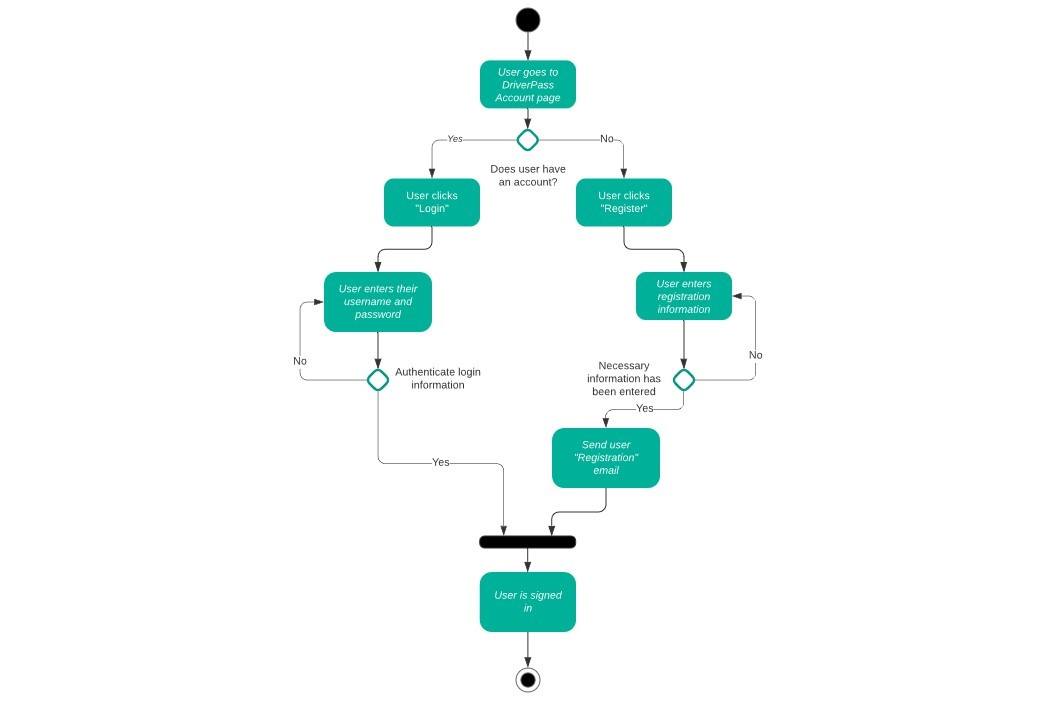 User goes to
DriverPass
Account page
Yes
No
Does user have
an account?
User clicks
"Login"
User clicks
"Register"
User enters their
username and
password
User enters
registration
information
No
No
Authenticate login
information
Necessary
information has
been entered
Yes
Send user
"Registration"
email
Yes
User is signed
in